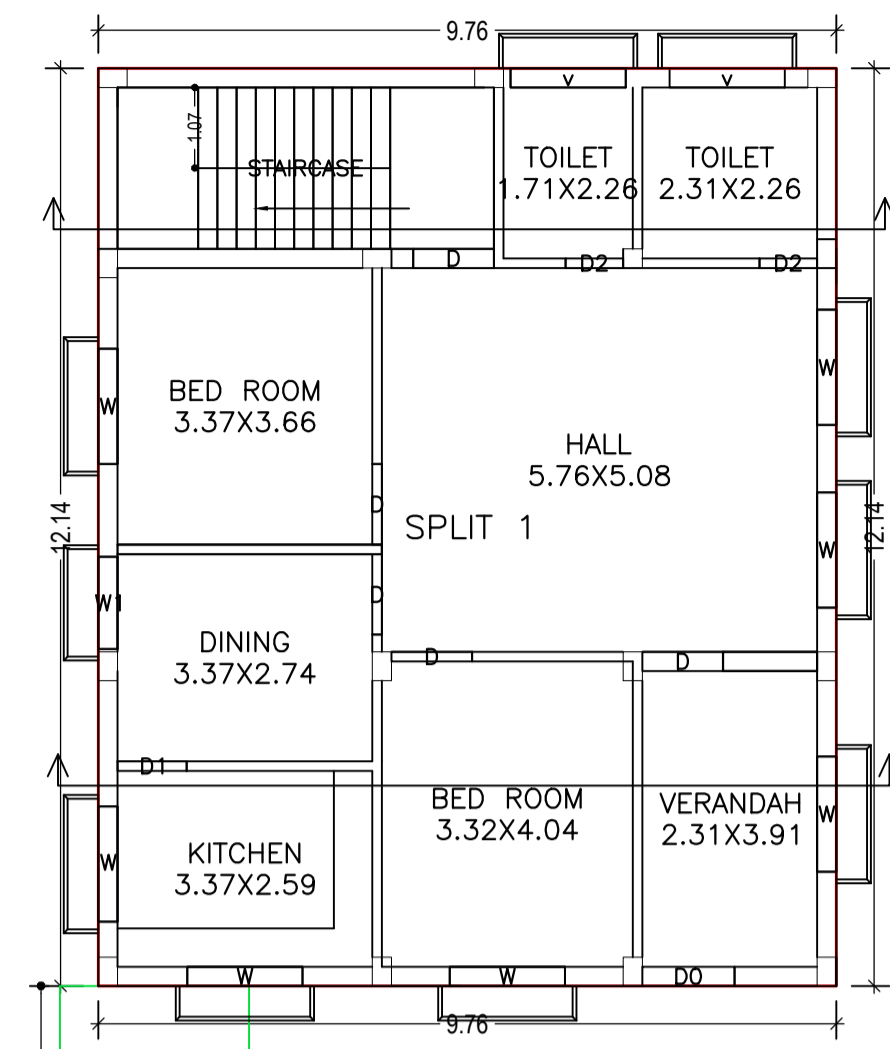 9.76
V
V
1.07
STAIRCASE
TOILET
1.71X2.26
TOILET
2.31X2.26
D
D2
D2
W
BED ROOM
3.37X3.66
W
HALL
5.76X5.08
D
SPLIT 1
12.14
12.14
W
W1
D
DINING
3.37X2.74
D
D
D1
BED ROOM
3.32X4.04
VERANDAH
2.31X3.91
W
KITCHEN
3.37X2.59
W
W
W
D0
9.76